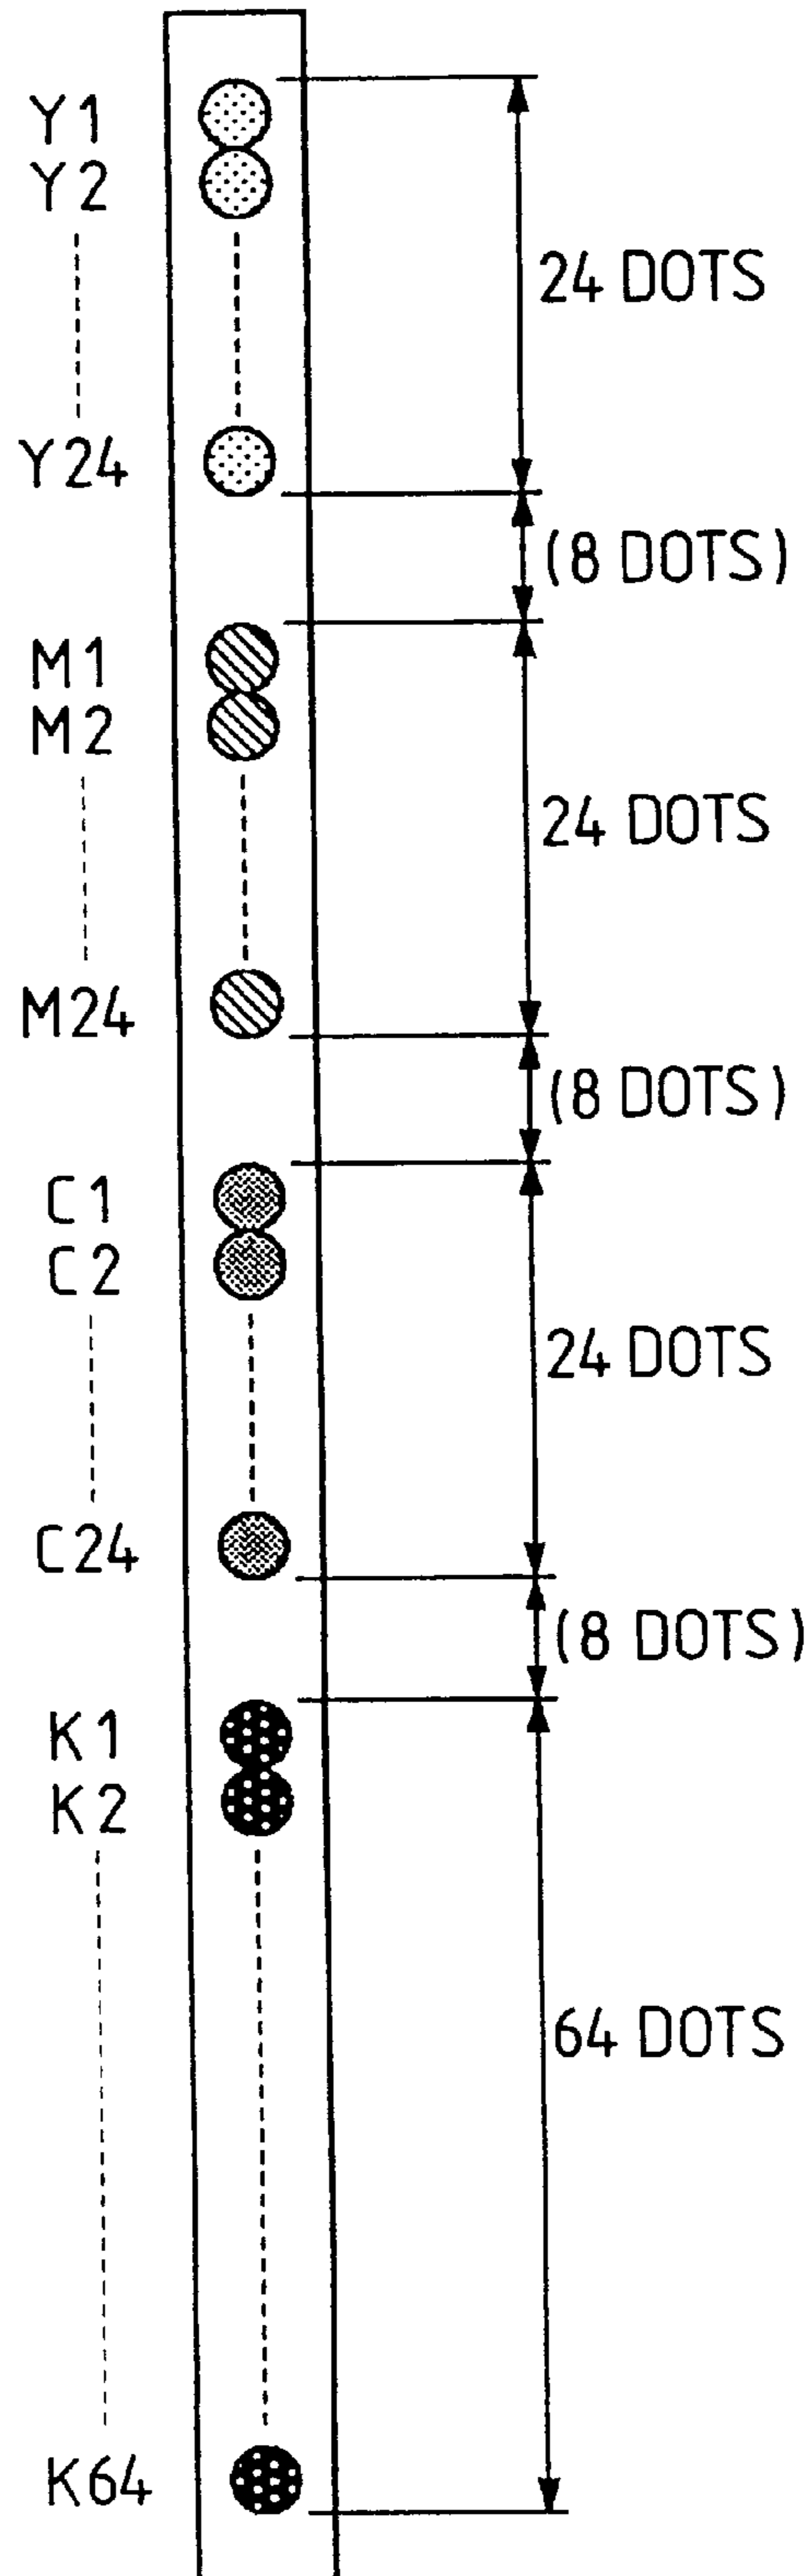 Y1
Y2
24 DOTS
Y24
(8 DOTS)
M1
M2
24 DOTS
M24
(8 DOTS)
C1
C2
24 DOTS
C24
(8 DOTS)
K1
K2
64 DOTS
K64